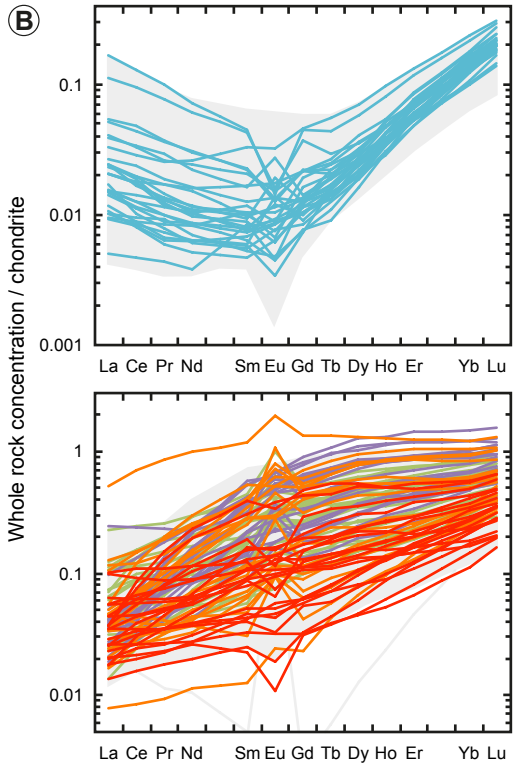 B
Whole rock concentration / chondrite
0.1
0.01
0.001
La Ce Pr Nd Sm Eu Gd Tb Dy Ho Er Yb Lu
1
0.1
0.01
La Ce Pr Nd Sm Eu Gd Tb Dy Ho Er Yb Lu